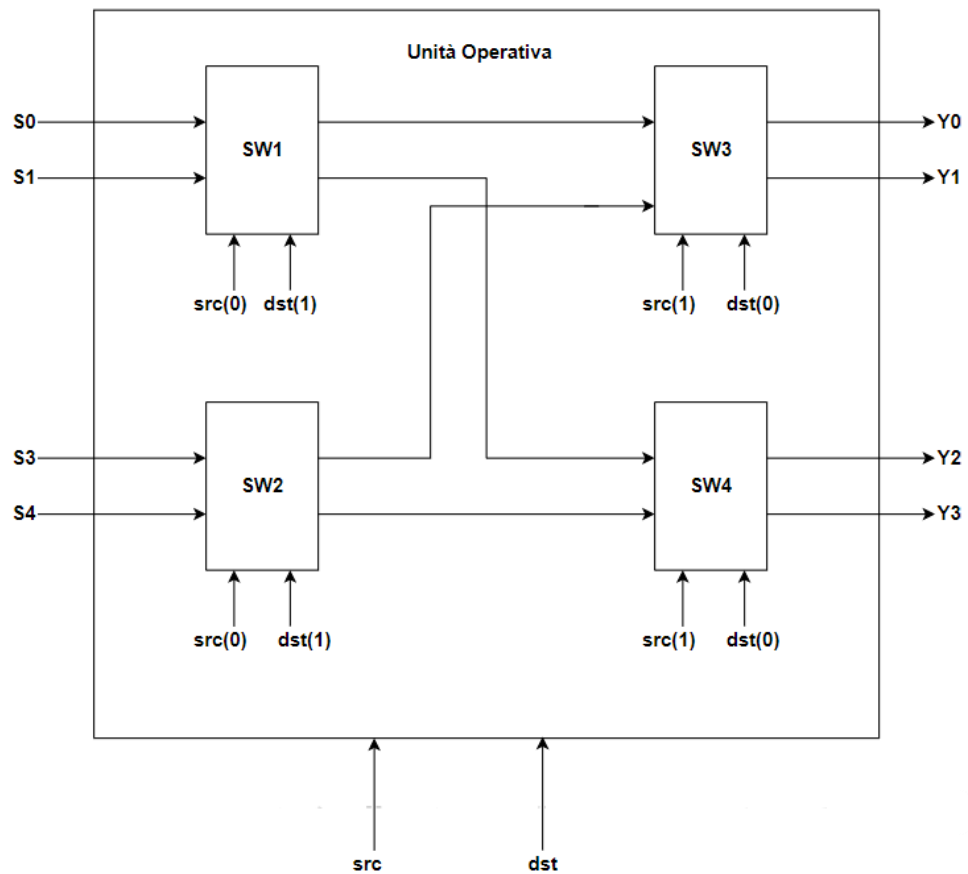 Unità Operativa
S0
SW1
SW3
Y0
S1
Y1
src(0) dst(1)
src(1) dst(0)
S3
SW2
SW4
Y2
S4
Y3
src(0) dst(1)
src(1) dst(0)
src
dst